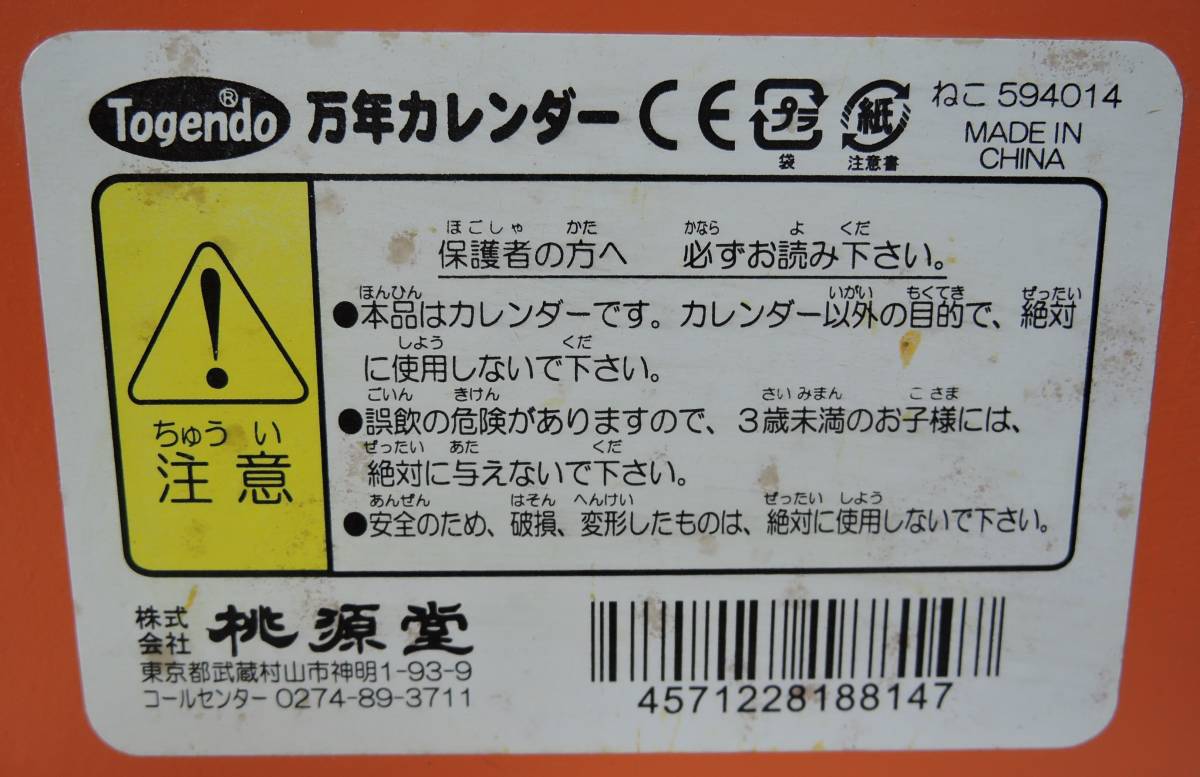 Togendo® 万年カレンダー CE プラ 紙 ねこ 594014
袋 注意書 MADE IN
CHINA
ほごしゃ かた かなら よ くだ
保護者の方へ 必ずお読み下さい。
ほんひん いがい もくてき ぜったい
●本品はカレンダーです。カレンダー以外の目的で、絶対
しよう くだ
に使用しないで下さい。
ごいん きけん さい みまん こ さま
●誤飲の危険がありますので、3歳未満のお子様には、
ぜったい あた くだ
絶対に与えないで下さい。
あんぜん はそん へんけい ぜったい しよう
●安全のため、破損、変形したものは、絶対に使用しないで下さい。
ちゅう い
注意
株式
会社 桃源堂
東京都武蔵村山市神明1-93-9
コールセンター 0274-89-3711
4571228188147